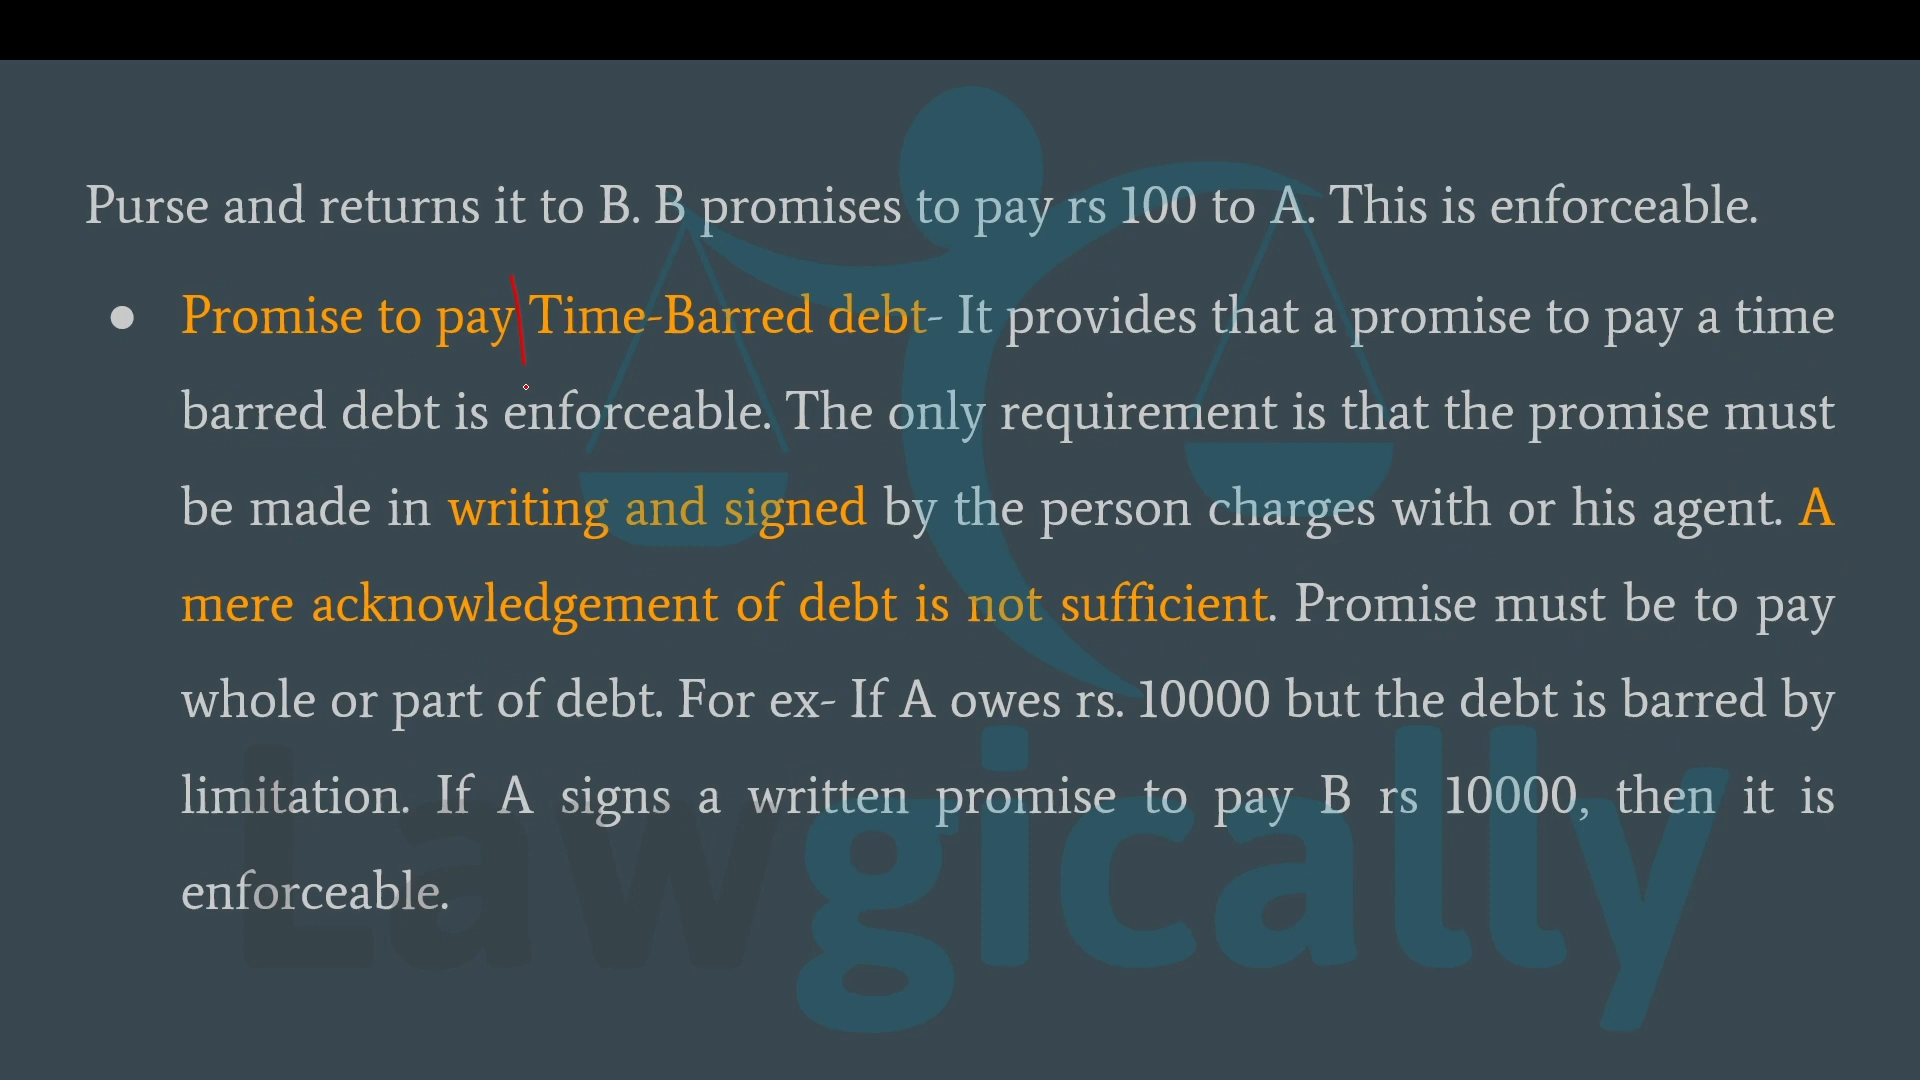 Purse and returns it to B. B promises to pay rs 100 to A. This is enforceable.
● Promise to pay Time-Barred debt- It provides that a promise to pay a time
barred debt is enforceable. The only requirement is that the promise must
be made in writing and signed by the person charges with or his agent. A
mere acknowledgement of debt is not sufficient. Promise must be to pay
whole or part of debt. For ex- If A owes rs. 10000 but the debt is barred by
limitation. If A signs a written promise to pay B rs 10000, then it is
enforceable.
Lawgically